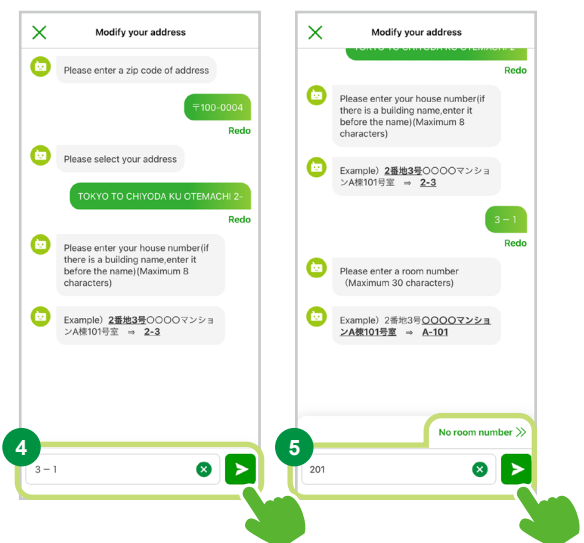 Modify your address
Please enter a zip code of address
〒100-0004
Redo
Please select your address
TOKYO TO CHIYODA KU OTEMACHI 2-
Redo
Please enter your house number(if
there is a building name,enter it
before the name)(Maximum 8
characters)
Example）2番地3号〇〇〇〇マンショ
ンA棟101号室 ⇒ 2-3
4
3 − 1
Modify your address
TOKYO TO CHIYODA KU OTEMACHI 2-
Redo
Please enter your house number(if
there is a building name,enter it
before the name)(Maximum 8
characters)
Example）2番地3号〇〇〇〇マンショ
ンA棟101号室 ⇒ 2-3
3 − 1
Redo
Please enter a room number
（Maximum 30 characters)
Example）2番地3号〇〇〇〇マンショ
ンA棟101号室 ⇒ A-101
No room number
5
201